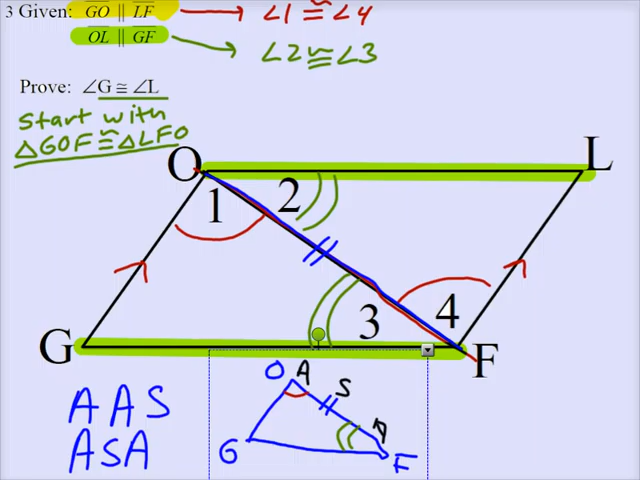 3 Given: GO || LF → ∠1 ≅ ∠4
OL || GF → ∠2 ≅ ∠3
Prove: ∠G ≅ ∠L
Start with
△GOF ≅ △LFO
O L
1 2
3 4
G F
O A S
A
G F
AAS
ASA